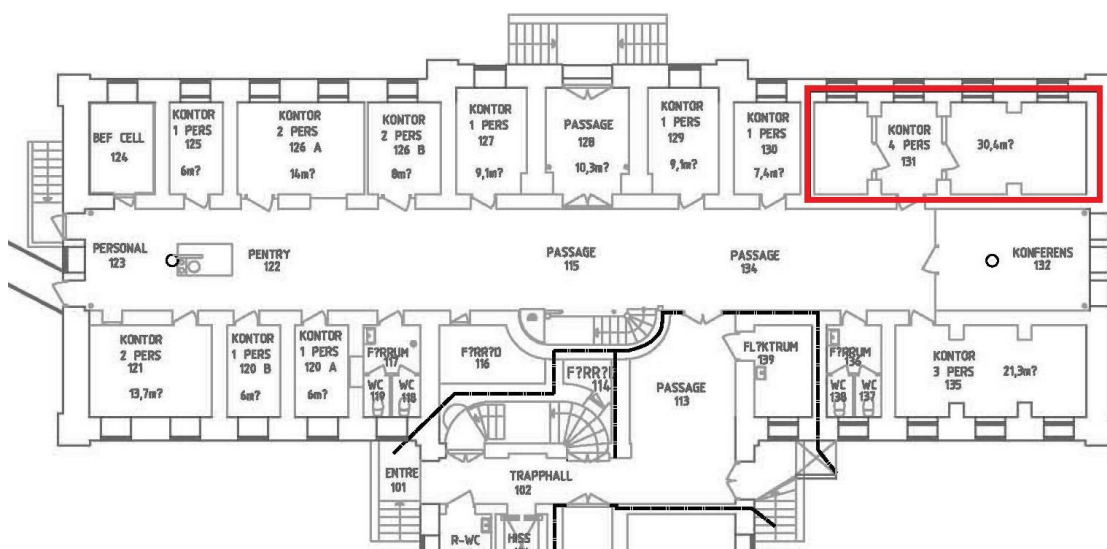 BEF CELL
124
KONTOR
1 PERS
125
6m?
KONTOR
2 PERS
126 A
14m?
KONTOR
2 PERS
126 B
8m?
KONTOR
1 PERS
127
9,1m?
PASSAGE
128
10,3m?
KONTOR
1 PERS
129
9,1m?
KONTOR
1 PERS
130
7,4m?
KONTOR
4 PERS
131
30,4m?
PERSONAL
123
PENTRY
122
PASSAGE
115
PASSAGE
134
KONFERENS
132
KONTOR
2 PERS
121
13,7m?
KONTOR
1 PERS
120 B
6m?
KONTOR
1 PERS
120 A
6m?
F?RRUM
117
WC
119
WC
118
F?RR?D
116
F?RR?D
114
PASSAGE
113
FL?KTRUM
139
F?RRUM
136
WC
138
WC
137
KONTOR
3 PERS
135
21,3m?
ENTRE
101
TRAPPHALL
102
R-WC
HISS